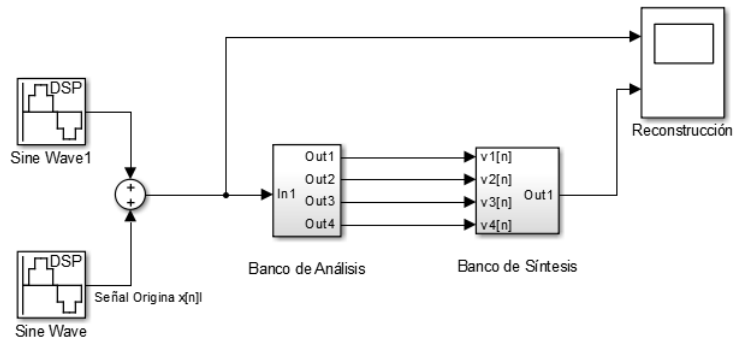 DSP
Sine Wave1
+
+
DSP
Sine Wave
Señal Origina x[n]l
In1
Out1
Out2
Out3
Out4
Banco de Análisis
v1[n]
v2[n]
v3[n]
v4[n]
Out1
Banco de Síntesis
Reconstrucción